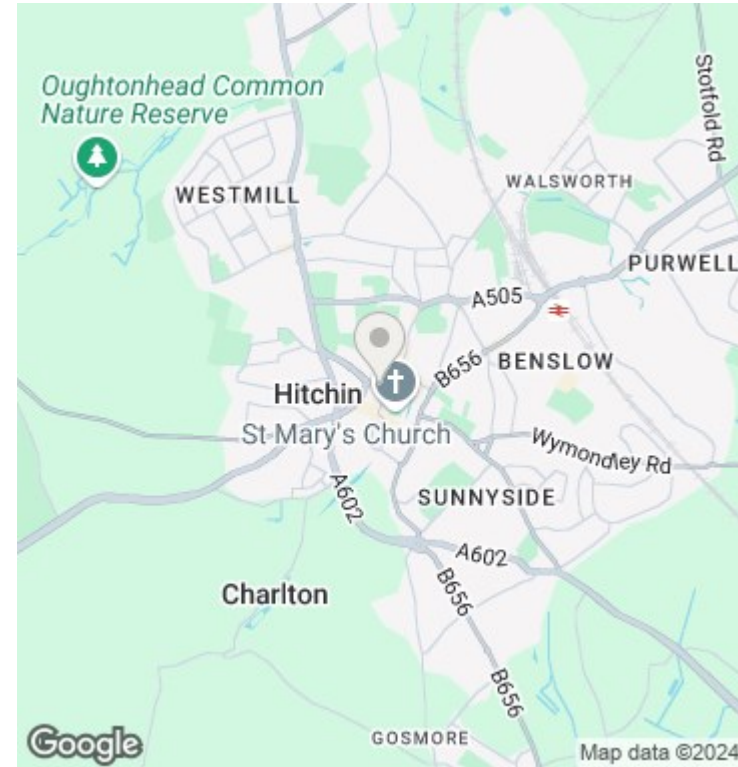 Oughtonhead Common
Nature Reserve
Stotfold Rd
WESTMILL
WALSWORTH
PURWELL
A505
B656
BENSLOW
Hitchin
St Mary's Church
Wymondley Rd
A602
SUNNYSIDE
A602
Charlton
B656
B656
GOSMORE
Google
Map data ©2024